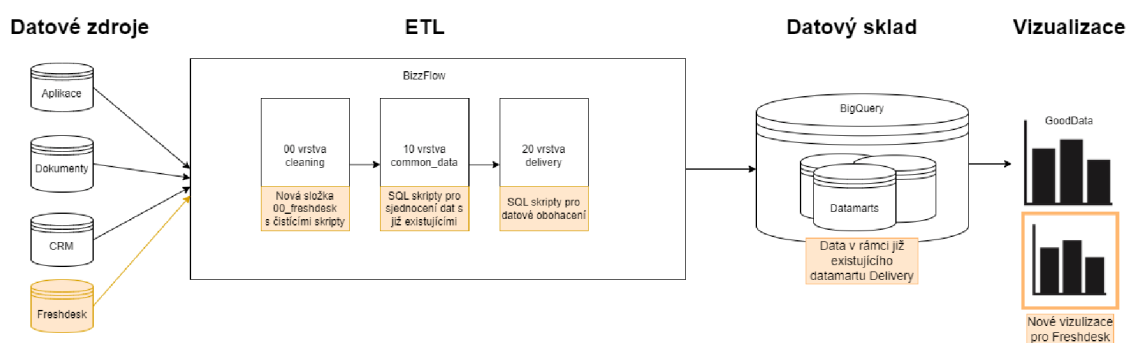 Datové zdroje
ETL
Datový sklad
Vizualizace
Aplikace
Dokumenty
CRM
Freshdesk
BizzFlow
00 vrstva
cleaning
Nová složka
00_freshdesk
s čistícími skripty
10 vrstva
common_data
SQL skripty pro
sjednocení dat s
již existujícími
20 vrstva
delivery
SQL skripty pro
datové obohacení
BigQuery
Datamarts
Data v rámci již
existujícího
datamartu Delivery
GoodData
Nové vizulizace
pro Freshdesk